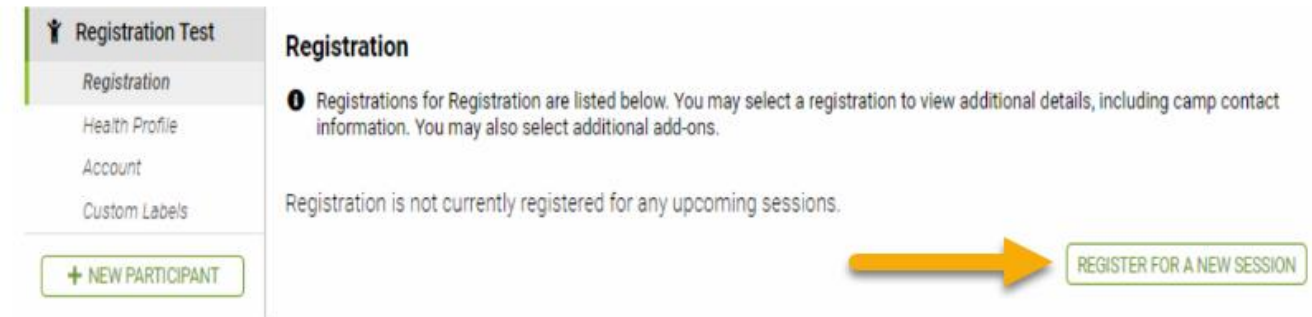 Registration Test
Registration
Health Profile
Account
Custom Labels
+ NEW PARTICIPANT
Registration
Registrations for Registration are listed below. You may select a registration to view additional details, including camp contact
information. You may also select additional add-ons.
Registration is not currently registered for any upcoming sessions.
REGISTER FOR A NEW SESSION